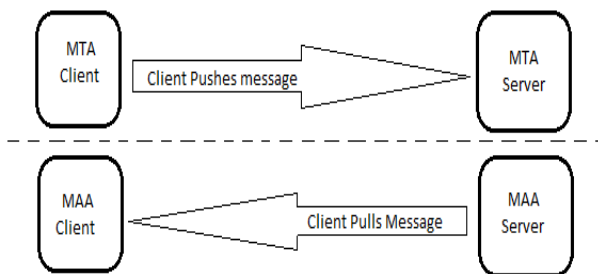 MTA
Client
Client Pushes message
MTA
Server
MAA
Client
Client Pulls Message
MAA
Server